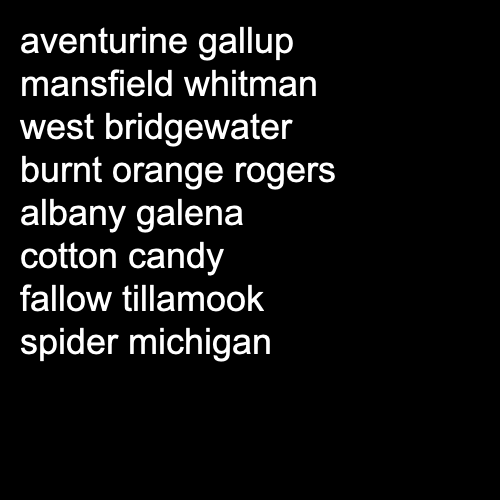 aventurine gallup
mansfield whitman
west bridgewater
burnt orange rogers
albany galena
cotton candy
fallow tillamook
spider michigan